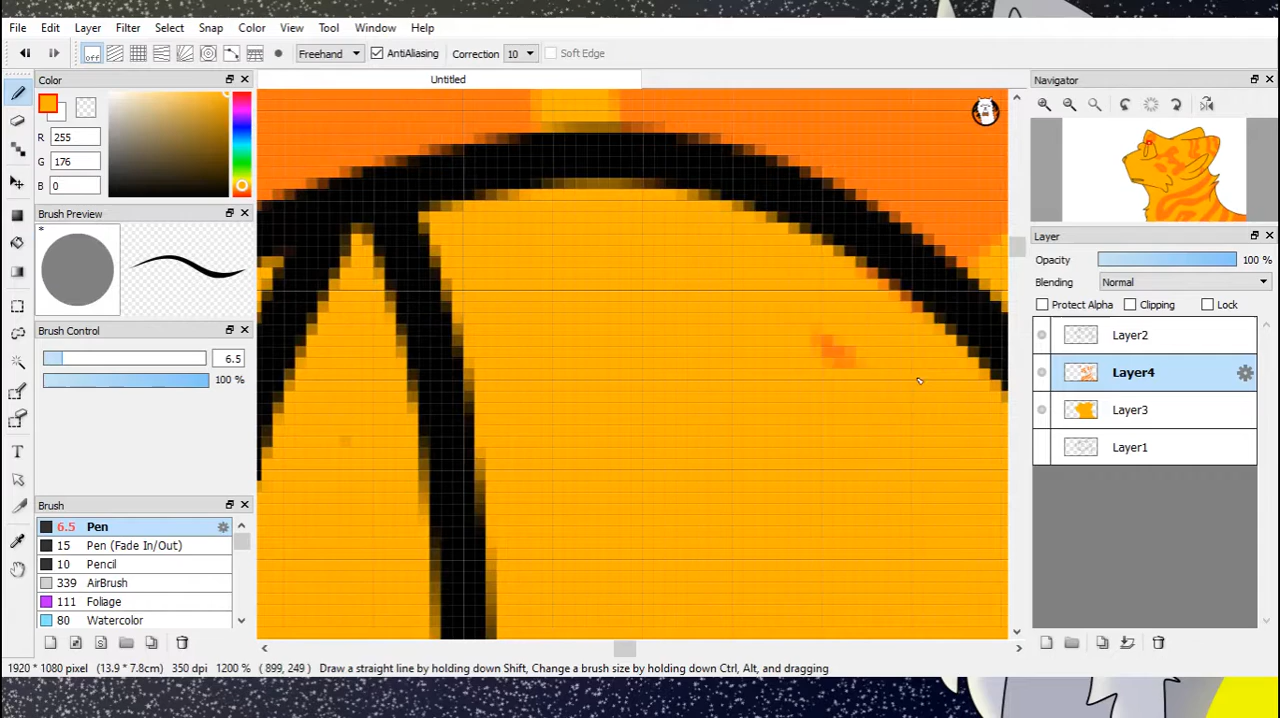 File Edit Layer Filter Select Snap Color View Tool Window Help
off Freehand AntiAliasing Correction 10 Soft Edge
Color
R 255
G 176
B 0
Brush Preview
*
Brush Control
6.5
100 %
Brush
6.5 Pen
15 Pen (Fade In/Out)
10 Pencil
339 AirBrush
111 Foliage
80 Watercolor
Untitled
Navigator
Layer
Opacity 100 %
Blending Normal
Protect Alpha Clipping Lock
Layer2
Layer4
Layer3
Layer1
1920 * 1080 pixel (13.9 * 7.8cm) 350 dpi 1200 % ( 899, 249 ) Draw a straight line by holding down Shift, Change a brush size by holding down Ctrl, Alt, and dragging